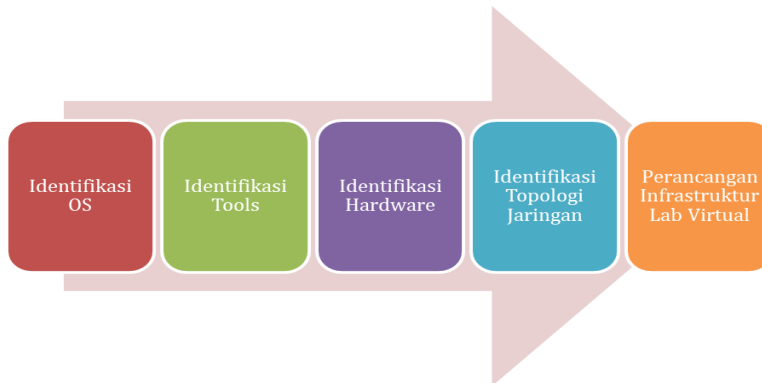 Identifikasi
OS
Identifikasi
Tools
Identifikasi
Hardware
Identifikasi
Topologi
Jaringan
Perancangan
Infrastruktur
Lab Virtual